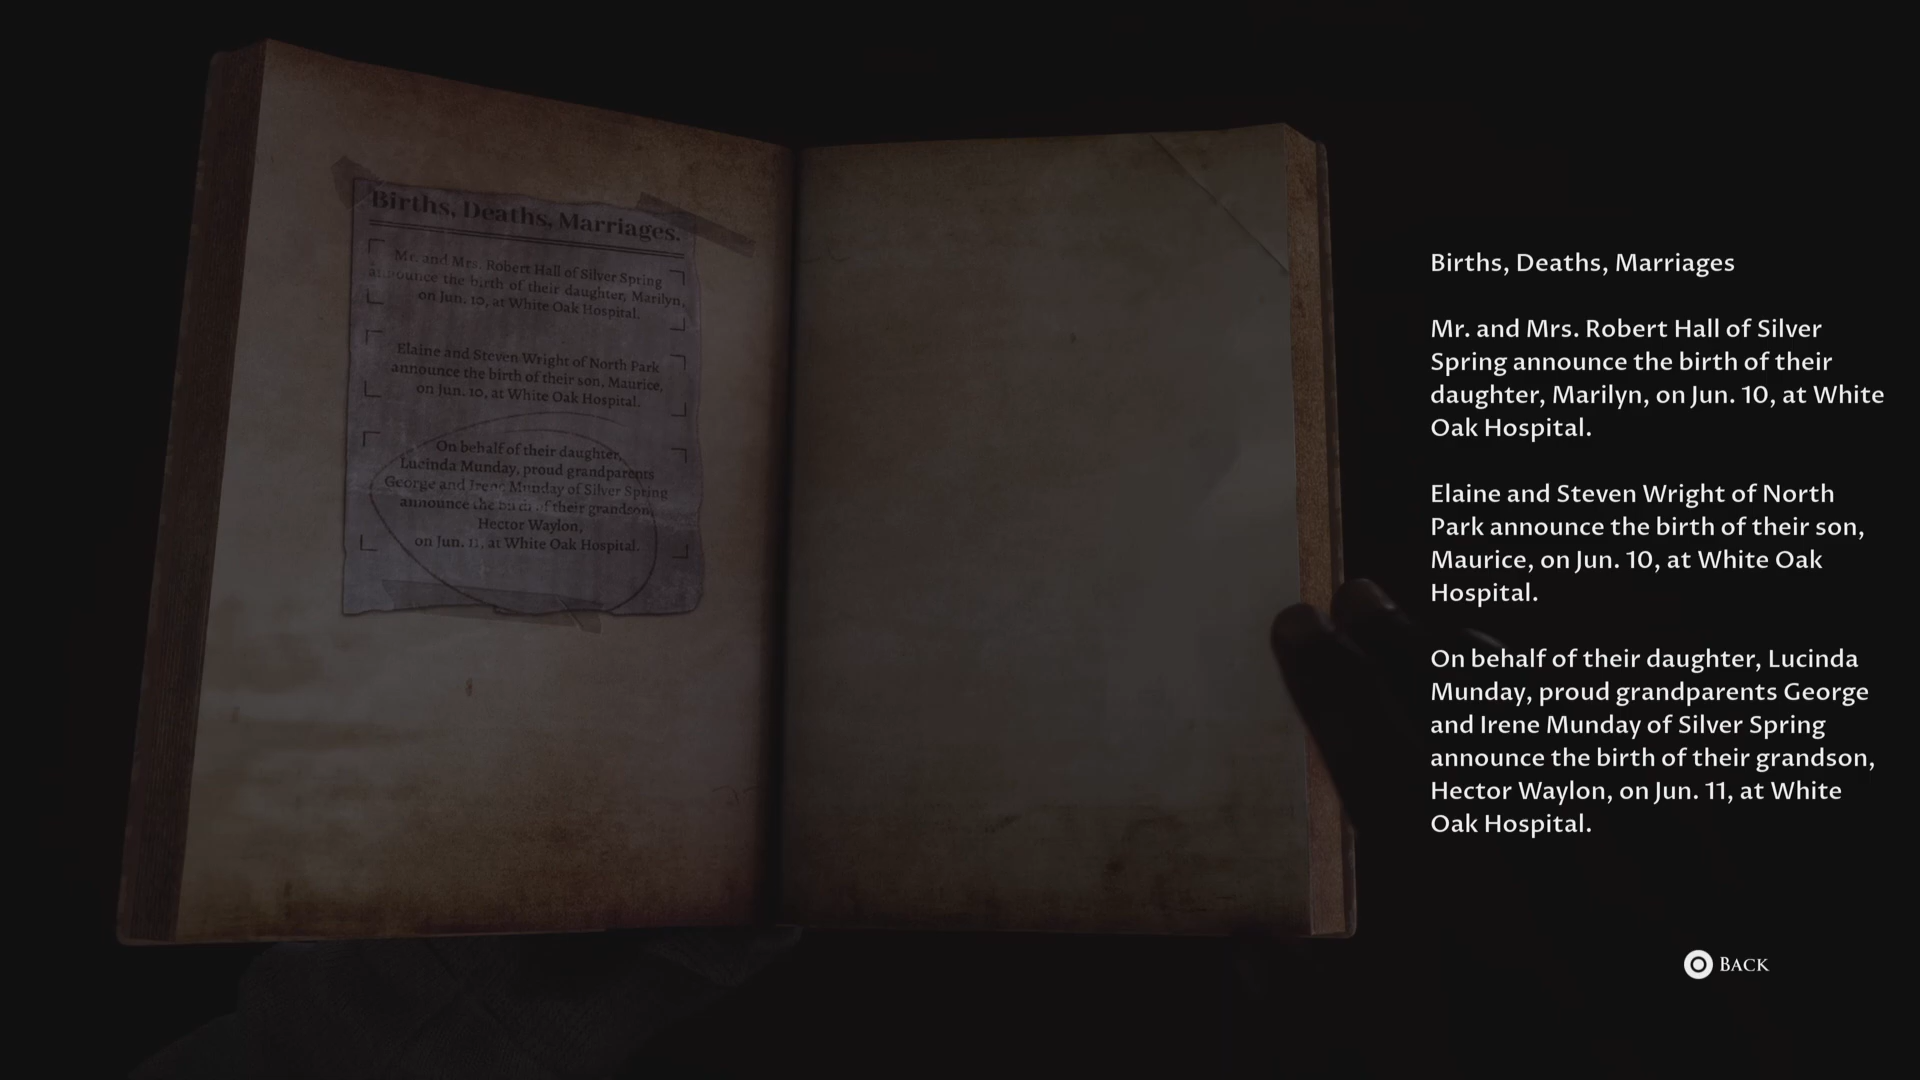 Births, Deaths, Marriages.
Mr. and Mrs. Robert Hall of Silver Spring
announce the birth of their daughter, Marilyn,
on Jun. 10, at White Oak Hospital.
Elaine and Steven Wright of North Park
announce the birth of their son, Maurice,
on Jun. 10, at White Oak Hospital.
On behalf of their daughter,
Lucinda Munday, proud grandparents
George and Irene Munday of Silver Spring
announce the birth of their grandson,
Hector Waylon,
on Jun. 11, at White Oak Hospital.
Births, Deaths, Marriages
Mr. and Mrs. Robert Hall of Silver
Spring announce the birth of their
daughter, Marilyn, on Jun. 10, at White
Oak Hospital.
Elaine and Steven Wright of North
Park announce the birth of their son,
Maurice, on Jun. 10, at White Oak
Hospital.
On behalf of their daughter, Lucinda
Munday, proud grandparents George
and Irene Munday of Silver Spring
announce the birth of their grandson,
Hector Waylon, on Jun. 11, at White
Oak Hospital.
BACK